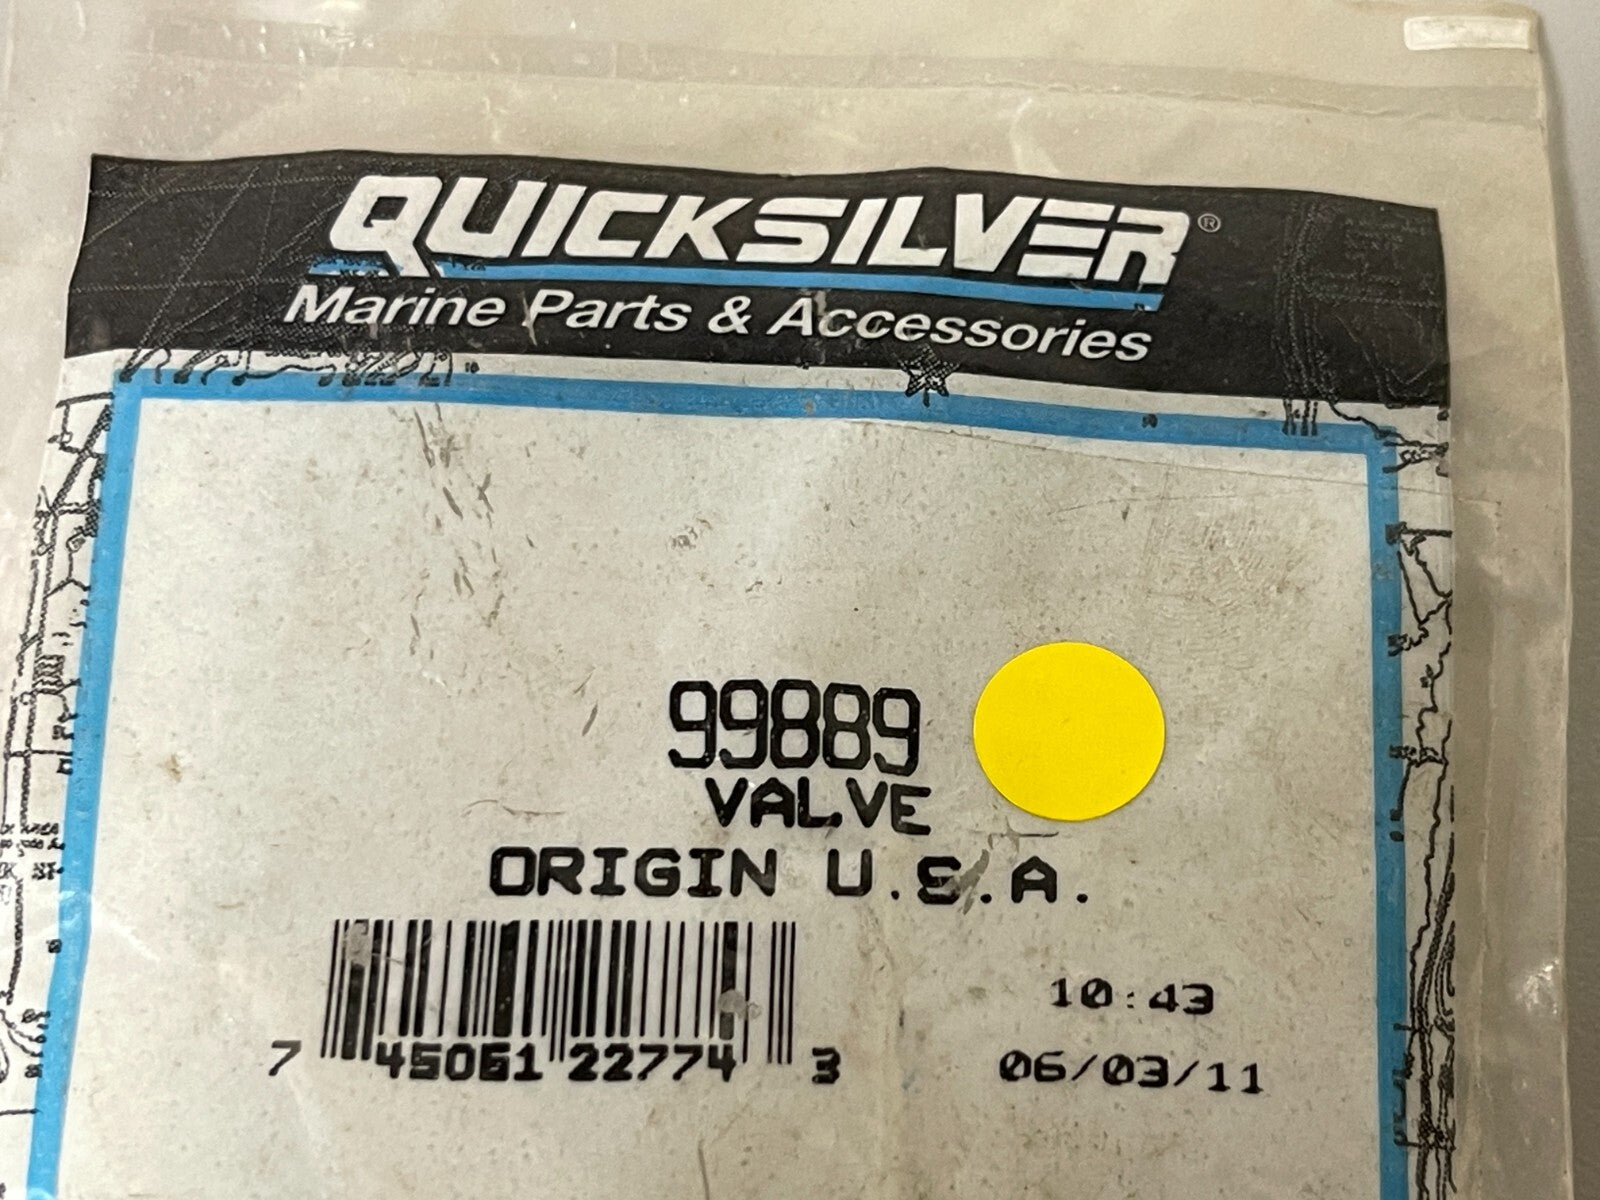 QUICKSILVER®
Marine Parts & Accessories
99889
VALVE
ORIGIN U.S.A.
7 45061 22774 3
10:43
06/03/11